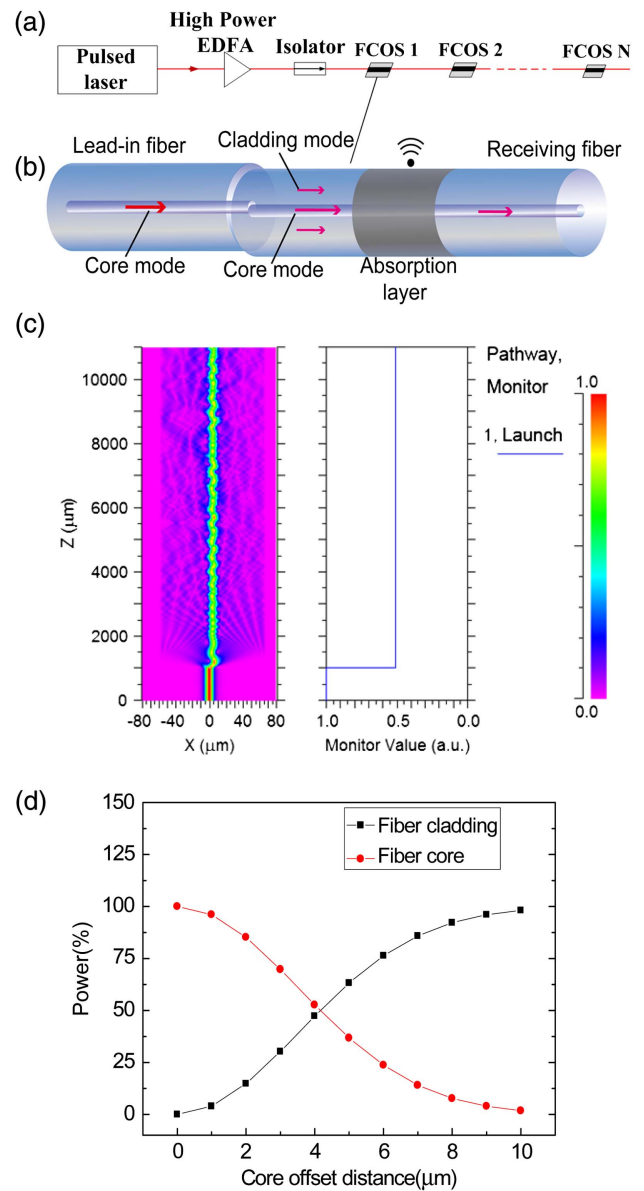 (a)
High Power
EDFA
Isolator
FCOS 1
FCOS 2
FCOS N
Pulsed
laser
(b)
Lead-in fiber
Cladding mode
Receiving fiber
Core mode
Core mode
Absorption
layer
(c)
10000
8000
6000
4000
2000
0
Z (μm)
-80
-40
0
40
80
X (μm)
1.0
0.5
0.0
Monitor Value (a.u.)
Pathway,
Monitor
1, Launch
1.0
0.0
(d)
150
125
100
75
50
25
0
Power(%)
Fiber cladding
Fiber core
0
2
4
6
8
10
Core offset distance(μm)